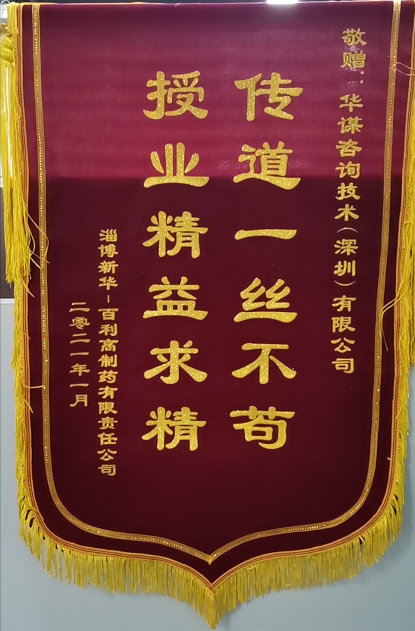 敬赠：华谋咨询技术（深圳）有限公司
传道一丝不苟
授业精益求精
淄博新华-百利高制药有限责任公司
二零二一年一月